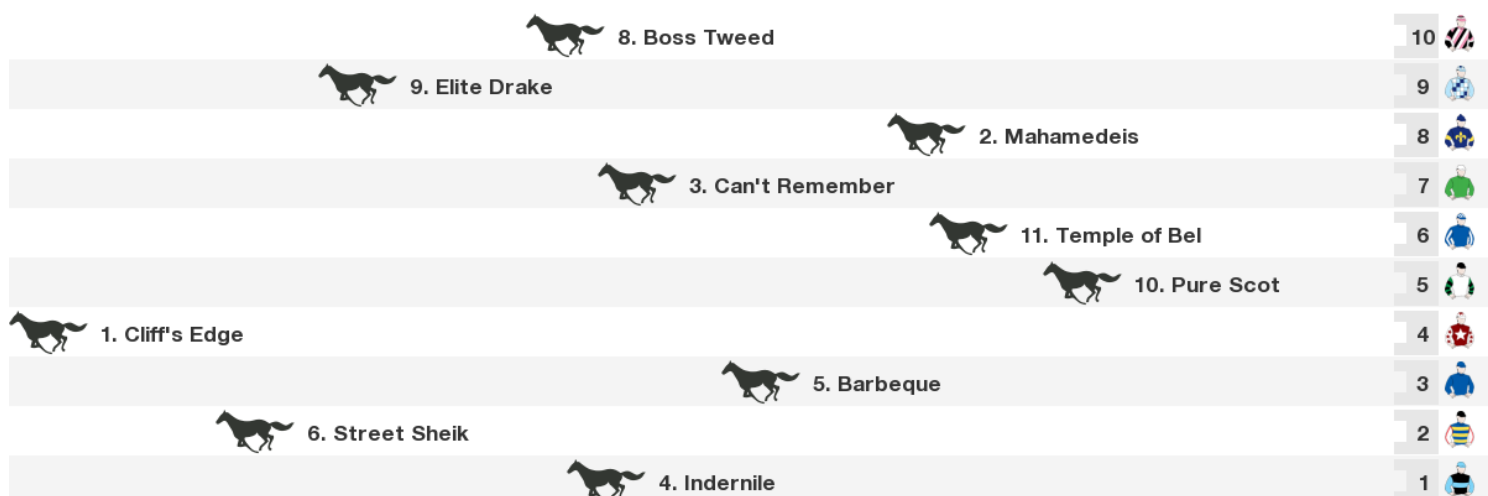 8. Boss Tweed 10
9. Elite Drake 9
2. Mahamedeis 8
3. Can't Remember 7
11. Temple of Bel 6
10. Pure Scot 5
1. Cliff's Edge 4
5. Barbeque 3
6. Street Sheik 2
4. Indernile 1